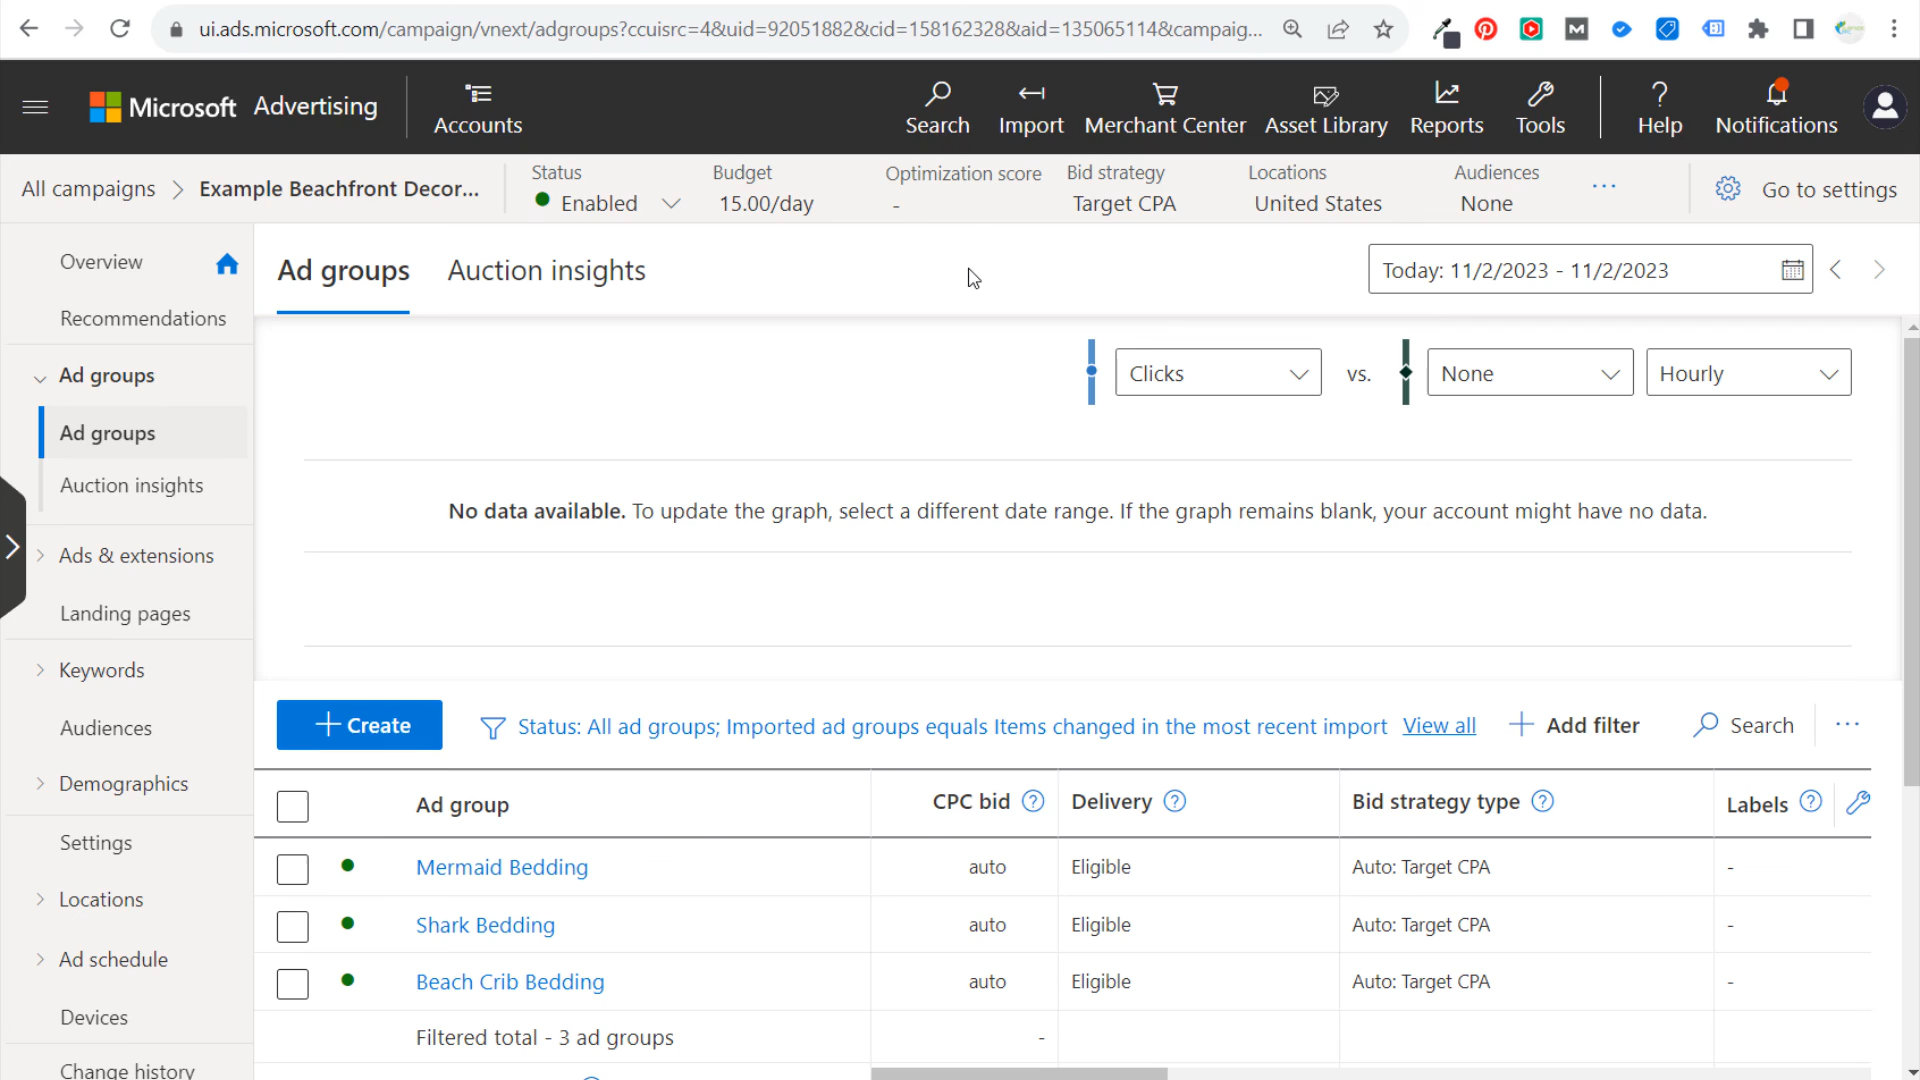 ui.ads.microsoft.com/campaign/vnext/adgroups?ccuisrc=4&uid=92051882&cid=158162328&aid=135065114&campaig...
Microsoft Advertising
Accounts
Search
Import
Merchant Center
Asset Library
Reports
Tools
Help
Notifications
All campaigns
Example Beachfront Decor...
Status
Enabled
Budget
15.00/day
Optimization score
-
Bid strategy
Target CPA
Locations
United States
Audiences
None
...
Go to settings
Overview
Recommendations
Ad groups
Ad groups
Auction insights
Ads & extensions
Landing pages
Keywords
Audiences
Demographics
Settings
Locations
Ad schedule
Devices
Change history
Ad groups
Auction insights
Today: 11/2/2023 - 11/2/2023
Clicks
vs.
None
Hourly
No data available. To update the graph, select a different date range. If the graph remains blank, your account might have no data.
+ Create
Status: All ad groups; Imported ad groups equals Items changed in the most recent import
View all
+ Add filter
Search
...
Ad group CPC bid ? Delivery ? Bid strategy type ? Labels ?
Mermaid Bedding auto Eligible Auto: Target CPA -
Shark Bedding auto Eligible Auto: Target CPA -
Beach Crib Bedding auto Eligible Auto: Target CPA -
Filtered total - 3 ad groups -